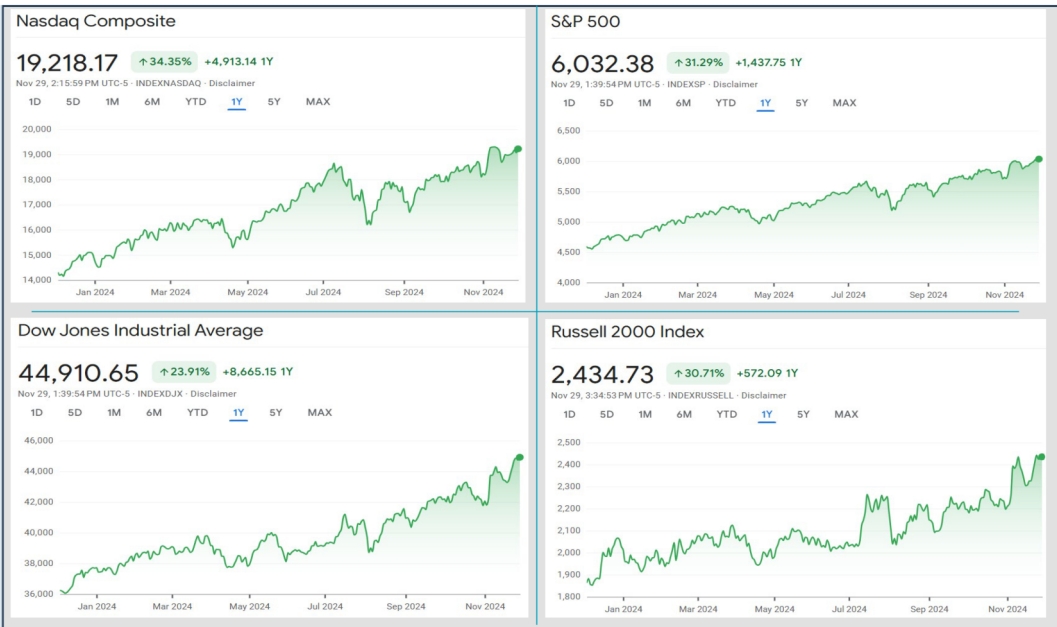 Nasdaq Composite
19,218.17 ↑34.35% +4,913.14 1Y
Nov 29, 2:15:59 PM UTC-5 · INDEXNASDAQ · Disclaimer
1D 5D 1M 6M YTD 1Y 5Y MAX
20,000
19,000
18,000
17,000
16,000
15,000
14,000
Jan 2024 Mar 2024 May 2024 Jul 2024 Sep 2024 Nov 2024
S&P 500
6,032.38 ↑31.29% +1,437.75 1Y
Nov 29, 1:39:54 PM UTC-5 · INDEXSP · Disclaimer
1D 5D 1M 6M YTD 1Y 5Y MAX
6,500
6,000
5,500
5,000
4,500
4,000
Jan 2024 Mar 2024 May 2024 Jul 2024 Sep 2024 Nov 2024
Dow Jones Industrial Average
44,910.65 ↑23.91% +8,665.15 1Y
Nov 29, 1:39:54 PM UTC-5 · INDEXDJX · Disclaimer
1D 5D 1M 6M YTD 1Y 5Y MAX
46,000
44,000
42,000
40,000
38,000
36,000
Jan 2024 Mar 2024 May 2024 Jul 2024 Sep 2024 Nov 2024
Russell 2000 Index
2,434.73 ↑30.71% +572.09 1Y
Nov 29, 3:34:53 PM UTC-5 · INDEXRUSSELL · Disclaimer
1D 5D 1M 6M YTD 1Y 5Y MAX
2,500
2,400
2,300
2,200
2,100
2,000
1,900
1,800
Jan 2024 Mar 2024 May 2024 Jul 2024 Sep 2024 Nov 2024